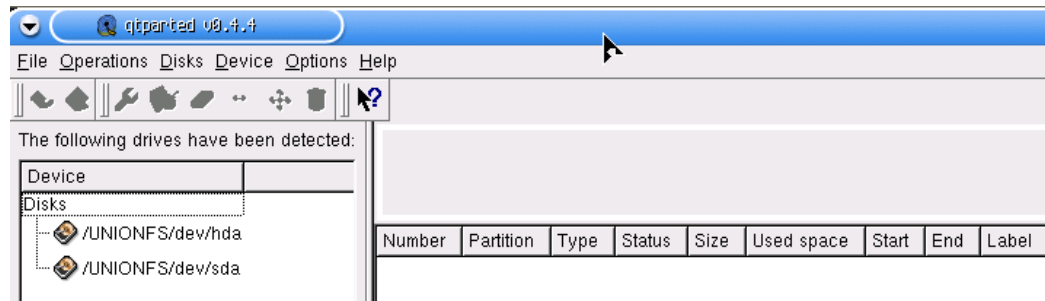 qtparted v0.4.4
File Operations Disks Device Options Help
The following drives have been detected:
Device
Disks
/UNIONFS/dev/hda
/UNIONFS/dev/sda
Number Partition Type Status Size Used space Start End Label